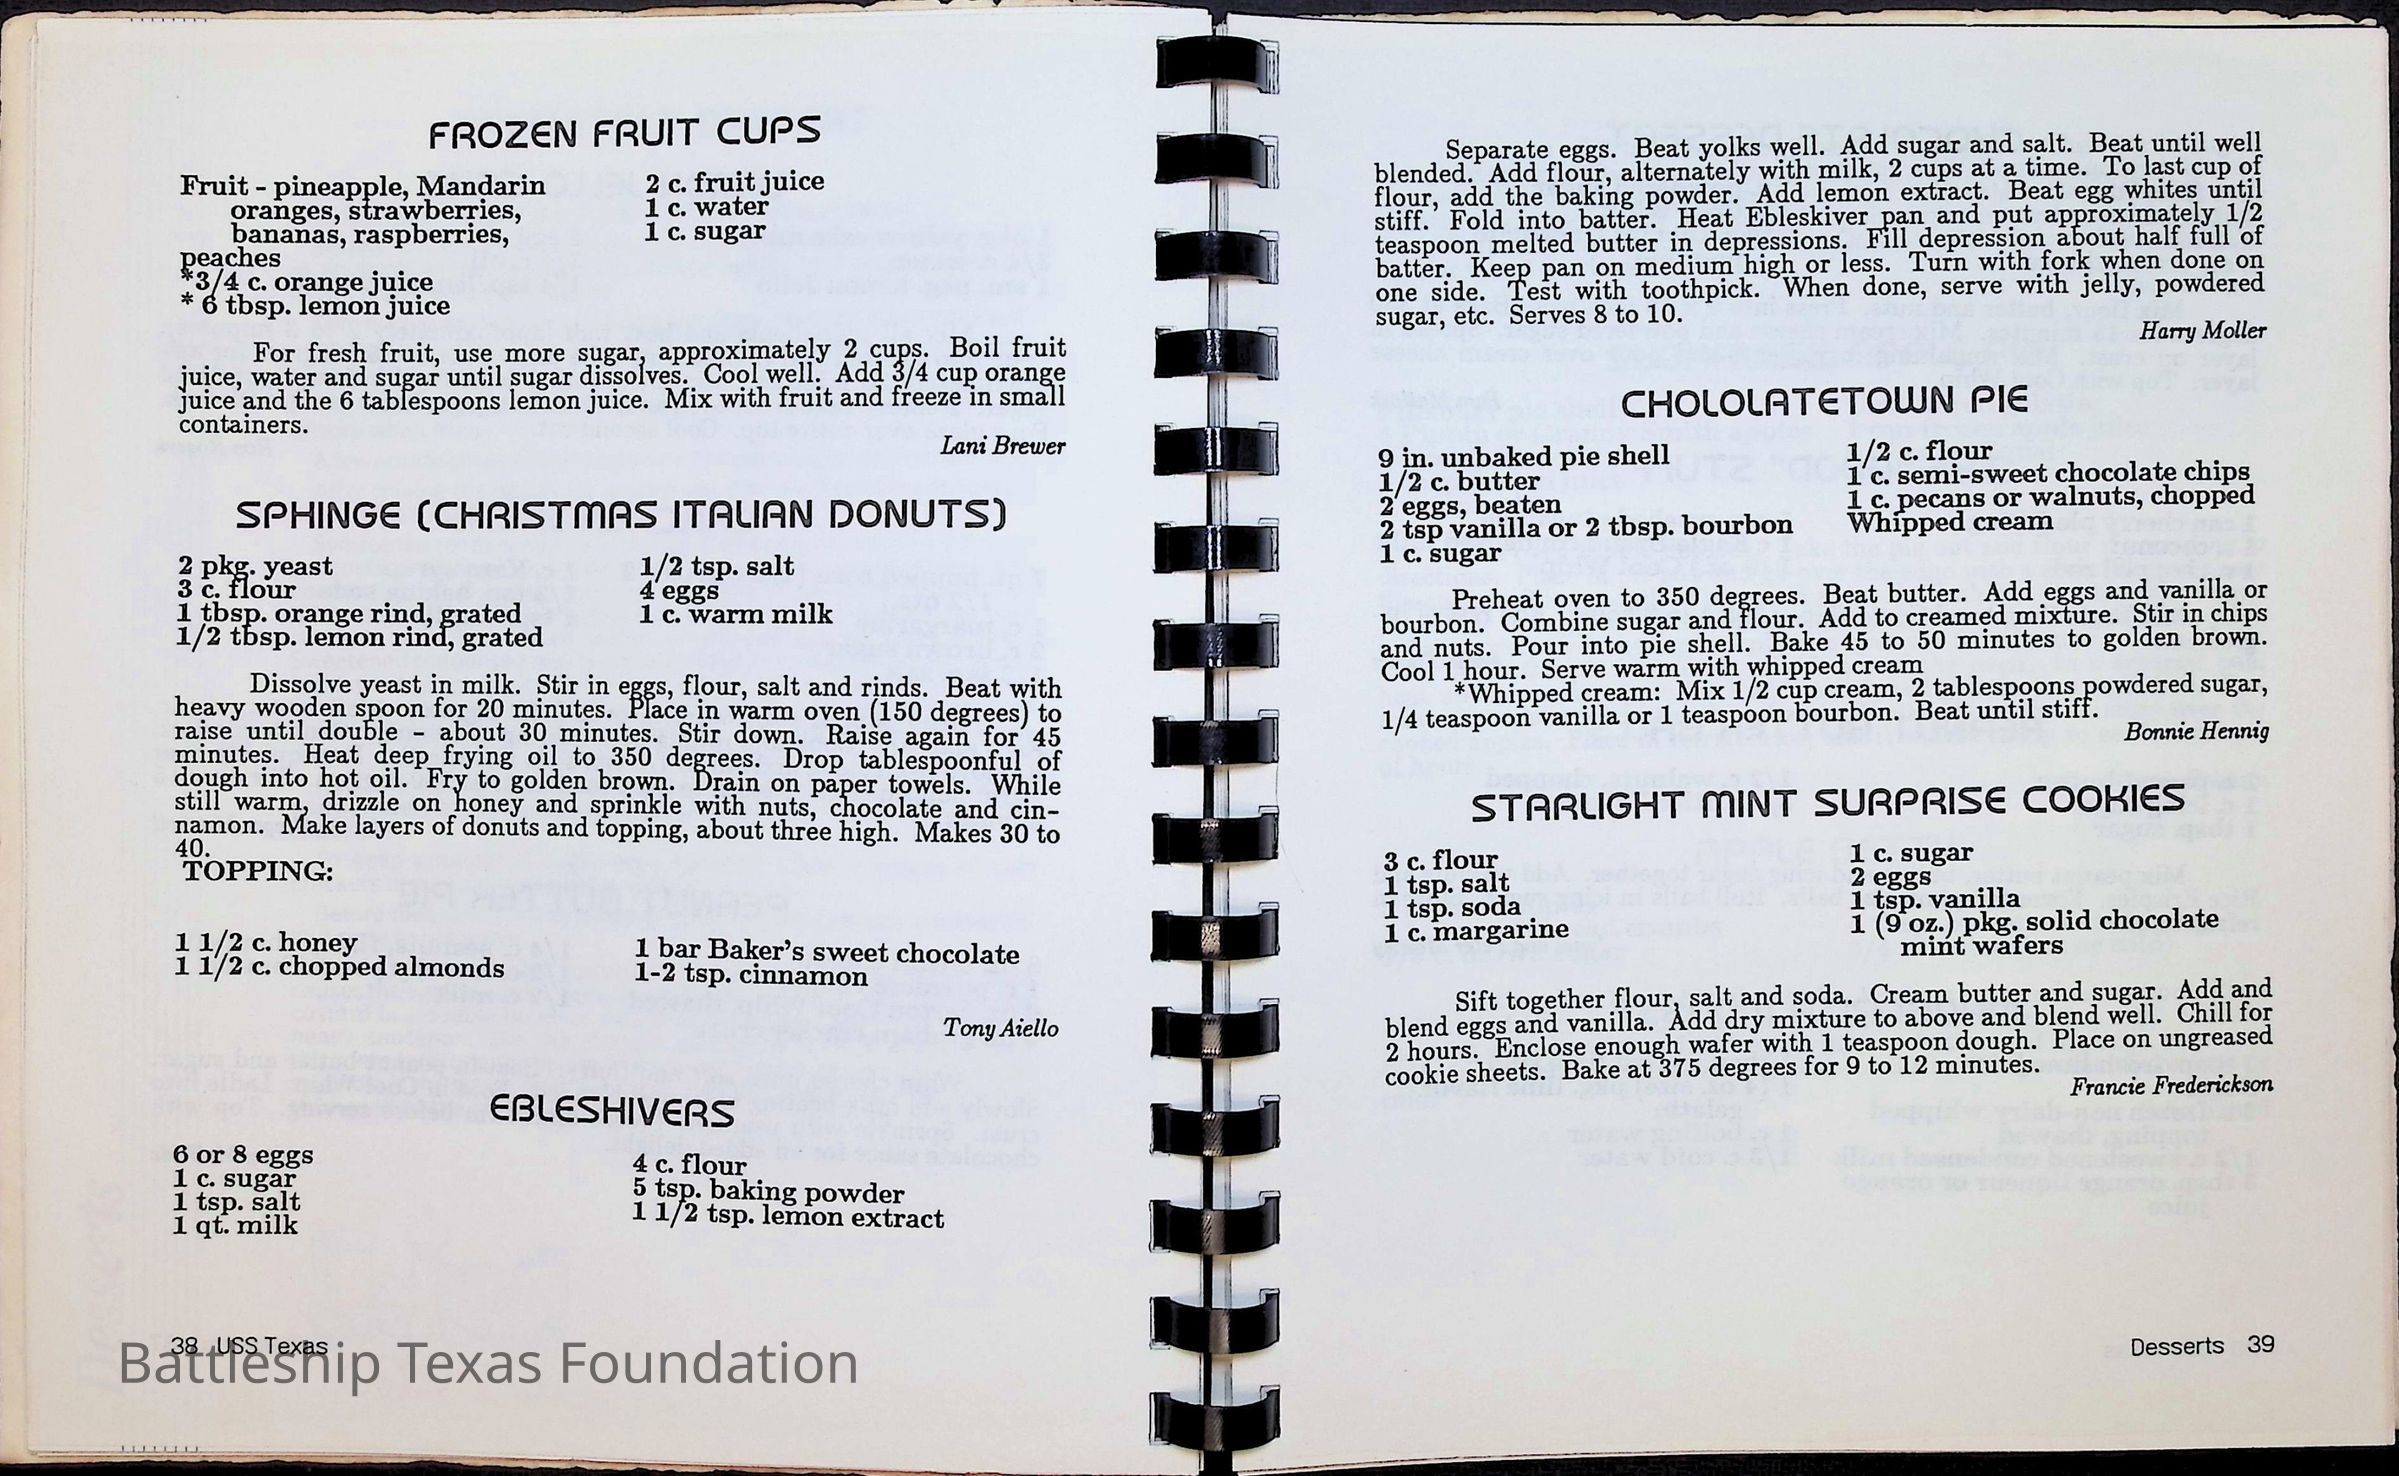 FROZEN FRUIT CUPS
Fruit - pineapple, Mandarin
oranges, strawberries,
bananas, raspberries,
peaches
*3/4 c. orange juice
* 6 tbsp. lemon juice
2 c. fruit juice
1 c. water
1 c. sugar
For fresh fruit, use more sugar, approximately 2 cups. Boil fruit
juice, water and sugar until sugar dissolves. Cool well. Add 3/4 cup orange
juice and the 6 tablespoons lemon juice. Mix with fruit and freeze in small
containers.
Lani Brewer
SPHINGE (CHRISTMAS ITALIAN DONUTS)
2 pkg. yeast
3 c. flour
1 tbsp. orange rind, grated
1/2 tbsp. lemon rind, grated
1/2 tsp. salt
4 eggs
1 c. warm milk
Dissolve yeast in milk. Stir in eggs, flour, salt and rinds. Beat with
heavy wooden spoon for 20 minutes. Place in warm oven (150 degrees) to
raise until double - about 30 minutes. Stir down. Raise again for 45
minutes. Heat deep frying oil to 350 degrees. Drop tablespoonful of
dough into hot oil. Fry to golden brown. Drain on paper towels. While
still warm, drizzle on honey and sprinkle with nuts, chocolate and cin-
namon. Make layers of donuts and topping, about three high. Makes 30 to
40.
TOPPING:
1 1/2 c. honey
1 1/2 c. chopped almonds
1 bar Baker's sweet chocolate
1-2 tsp. cinnamon
Tony Aiello
EBLESHIVERS
6 or 8 eggs
1 c. sugar
1 tsp. salt
1 qt. milk
4 c. flour
5 tsp. baking powder
1 1/2 tsp. lemon extract
38 USS Texas
Battleship Texas Foundation
Separate eggs. Beat yolks well. Add sugar and salt. Beat until well
blended. Add flour, alternately with milk, 2 cups at a time. To last cup of
flour, add the baking powder. Add lemon extract. Beat egg whites until
stiff. Fold into batter. Heat Ebleskiver pan and put approximately 1/2
teaspoon melted butter in depressions. Fill depression about half full of
batter. Keep pan on medium high or less. Turn with fork when done on
one side. Test with toothpick. When done, serve with jelly, powdered
sugar, etc. Serves 8 to 10.
Harry Moller
CHOLOLATETOWN PIE
9 in. unbaked pie shell
1/2 c. butter
2 eggs, beaten
2 tsp vanilla or 2 tbsp. bourbon
1 c. sugar
1/2 c. flour
1 c. semi-sweet chocolate chips
1 c. pecans or walnuts, chopped
Whipped cream
Preheat oven to 350 degrees. Beat butter. Add eggs and vanilla or
bourbon. Combine sugar and flour. Add to creamed mixture. Stir in chips
and nuts. Pour into pie shell. Bake 45 to 50 minutes to golden brown.
Cool 1 hour. Serve warm with whipped cream
*Whipped cream: Mix 1/2 cup cream, 2 tablespoons powdered sugar,
1/4 teaspoon vanilla or 1 teaspoon bourbon. Beat until stiff.
Bonnie Hennig
STARLIGHT MINT SURPRISE COOKIES
3 c. flour
1 tsp. salt
1 tsp. soda
1 c. margarine
1 c. sugar
2 eggs
1 tsp. vanilla
1 (9 oz.) pkg. solid chocolate
mint wafers
Sift together flour, salt and soda. Cream butter and sugar. Add and
blend eggs and vanilla. Add dry mixture to above and blend well. Chill for
2 hours. Enclose enough wafer with 1 teaspoon dough. Place on ungreased
cookie sheets. Bake at 375 degrees for 9 to 12 minutes.
Francie Frederickson
Desserts 39